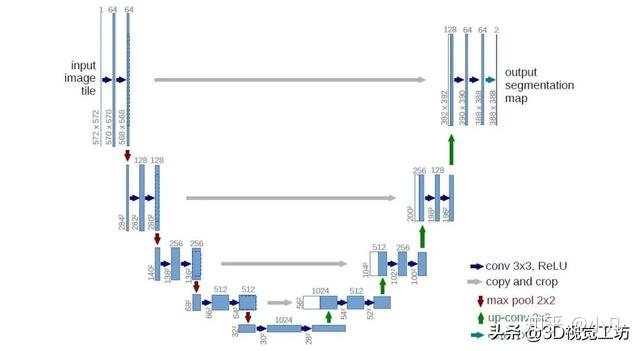 1 64 64
input
image
tile
572 x 572
570 x 570
568 x 568
128 64 64 2
output
segmentation
map
392 x 392
390 x 390
388 x 388
388 x 388
128 128
284²
282²
280²
256 128
200²
198²
196²
256 256
140²
138²
136²
512 256
104²
102²
100²
512 512
68²
66²
64²
1024 512
56²
54²
52²
1024
32²
30²
28²
conv 3x3, ReLU
copy and crop
max pool 2x2
up-conv 2x2
头条 @3D视觉工坊